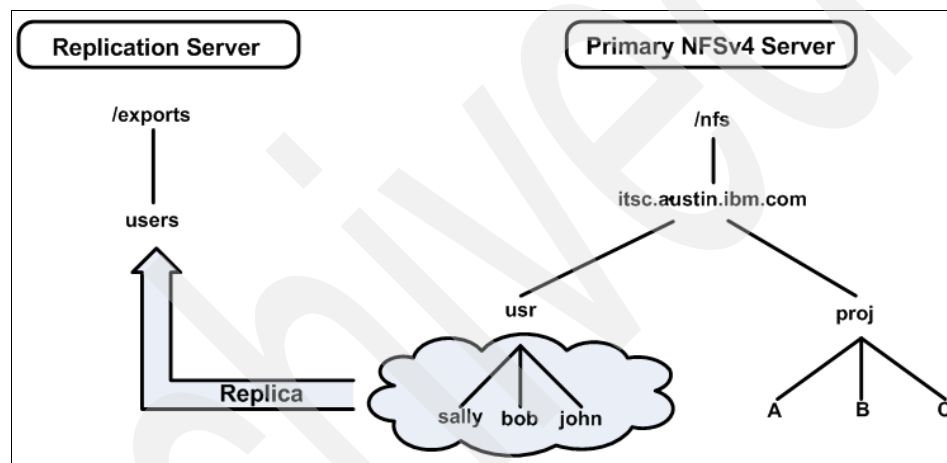 Replication Server
Primary NFSv4 Server
/exports
/nfs
users
itsc.austin.ibm.com
usr
proj
Replica
sally bob john
A B C